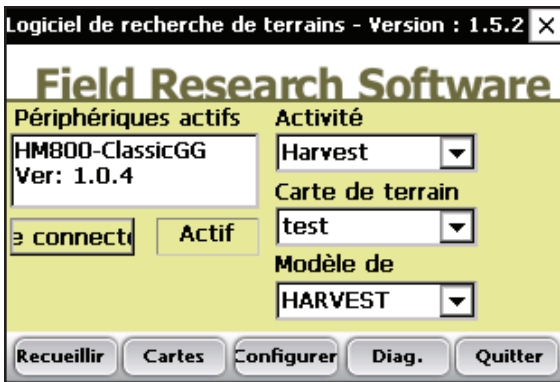 Logiciel de recherche de terrains - Version : 1.5.2
Field Research Software
Périphériques actifs
HM800-ClassicGG
Ver: 1.0.4
e connecte
Actif
Activité
Harvest
Carte de terrain
test
Modèle de
HARVEST
Recueillir
Cartes
Configurer
Diag.
Quitter